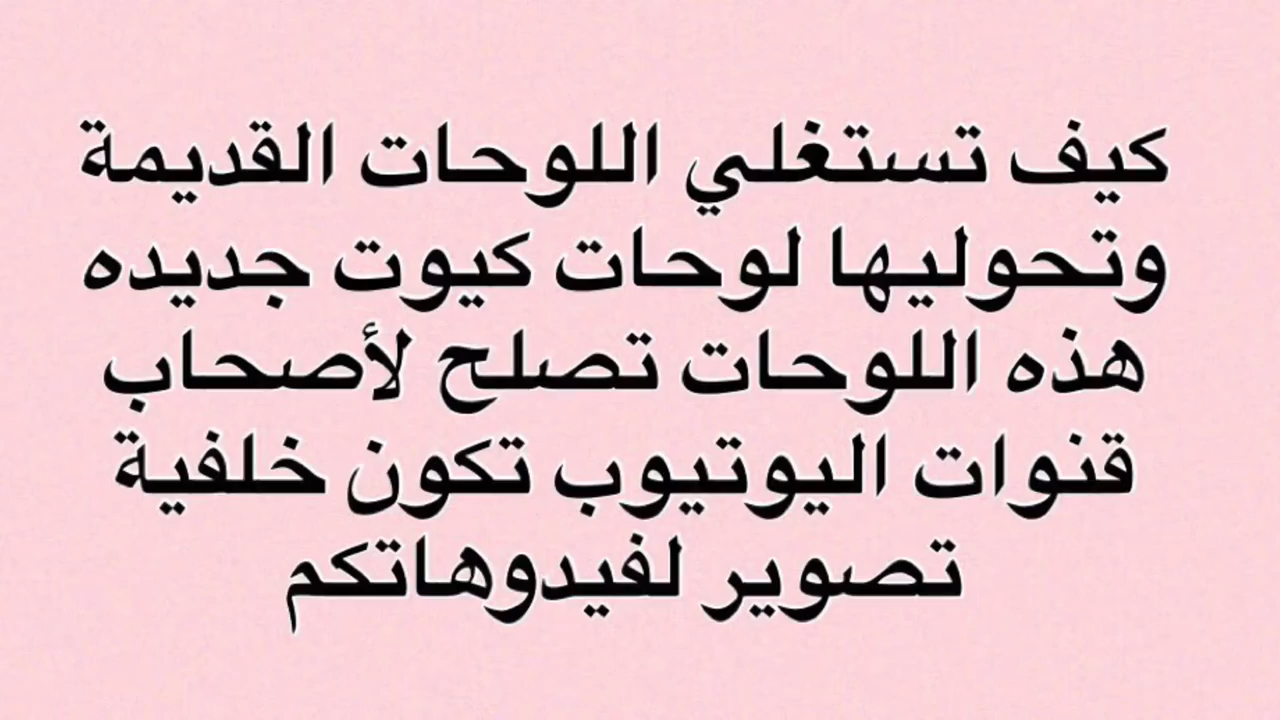 كيف تستغلي اللوحات القديمة
وتحوليها لوحات كيوت جديده
هذه اللوحات تصلح لأصحاب
قنوات اليوتيوب تكون خلفية
تصوير لفيدوهاتكم